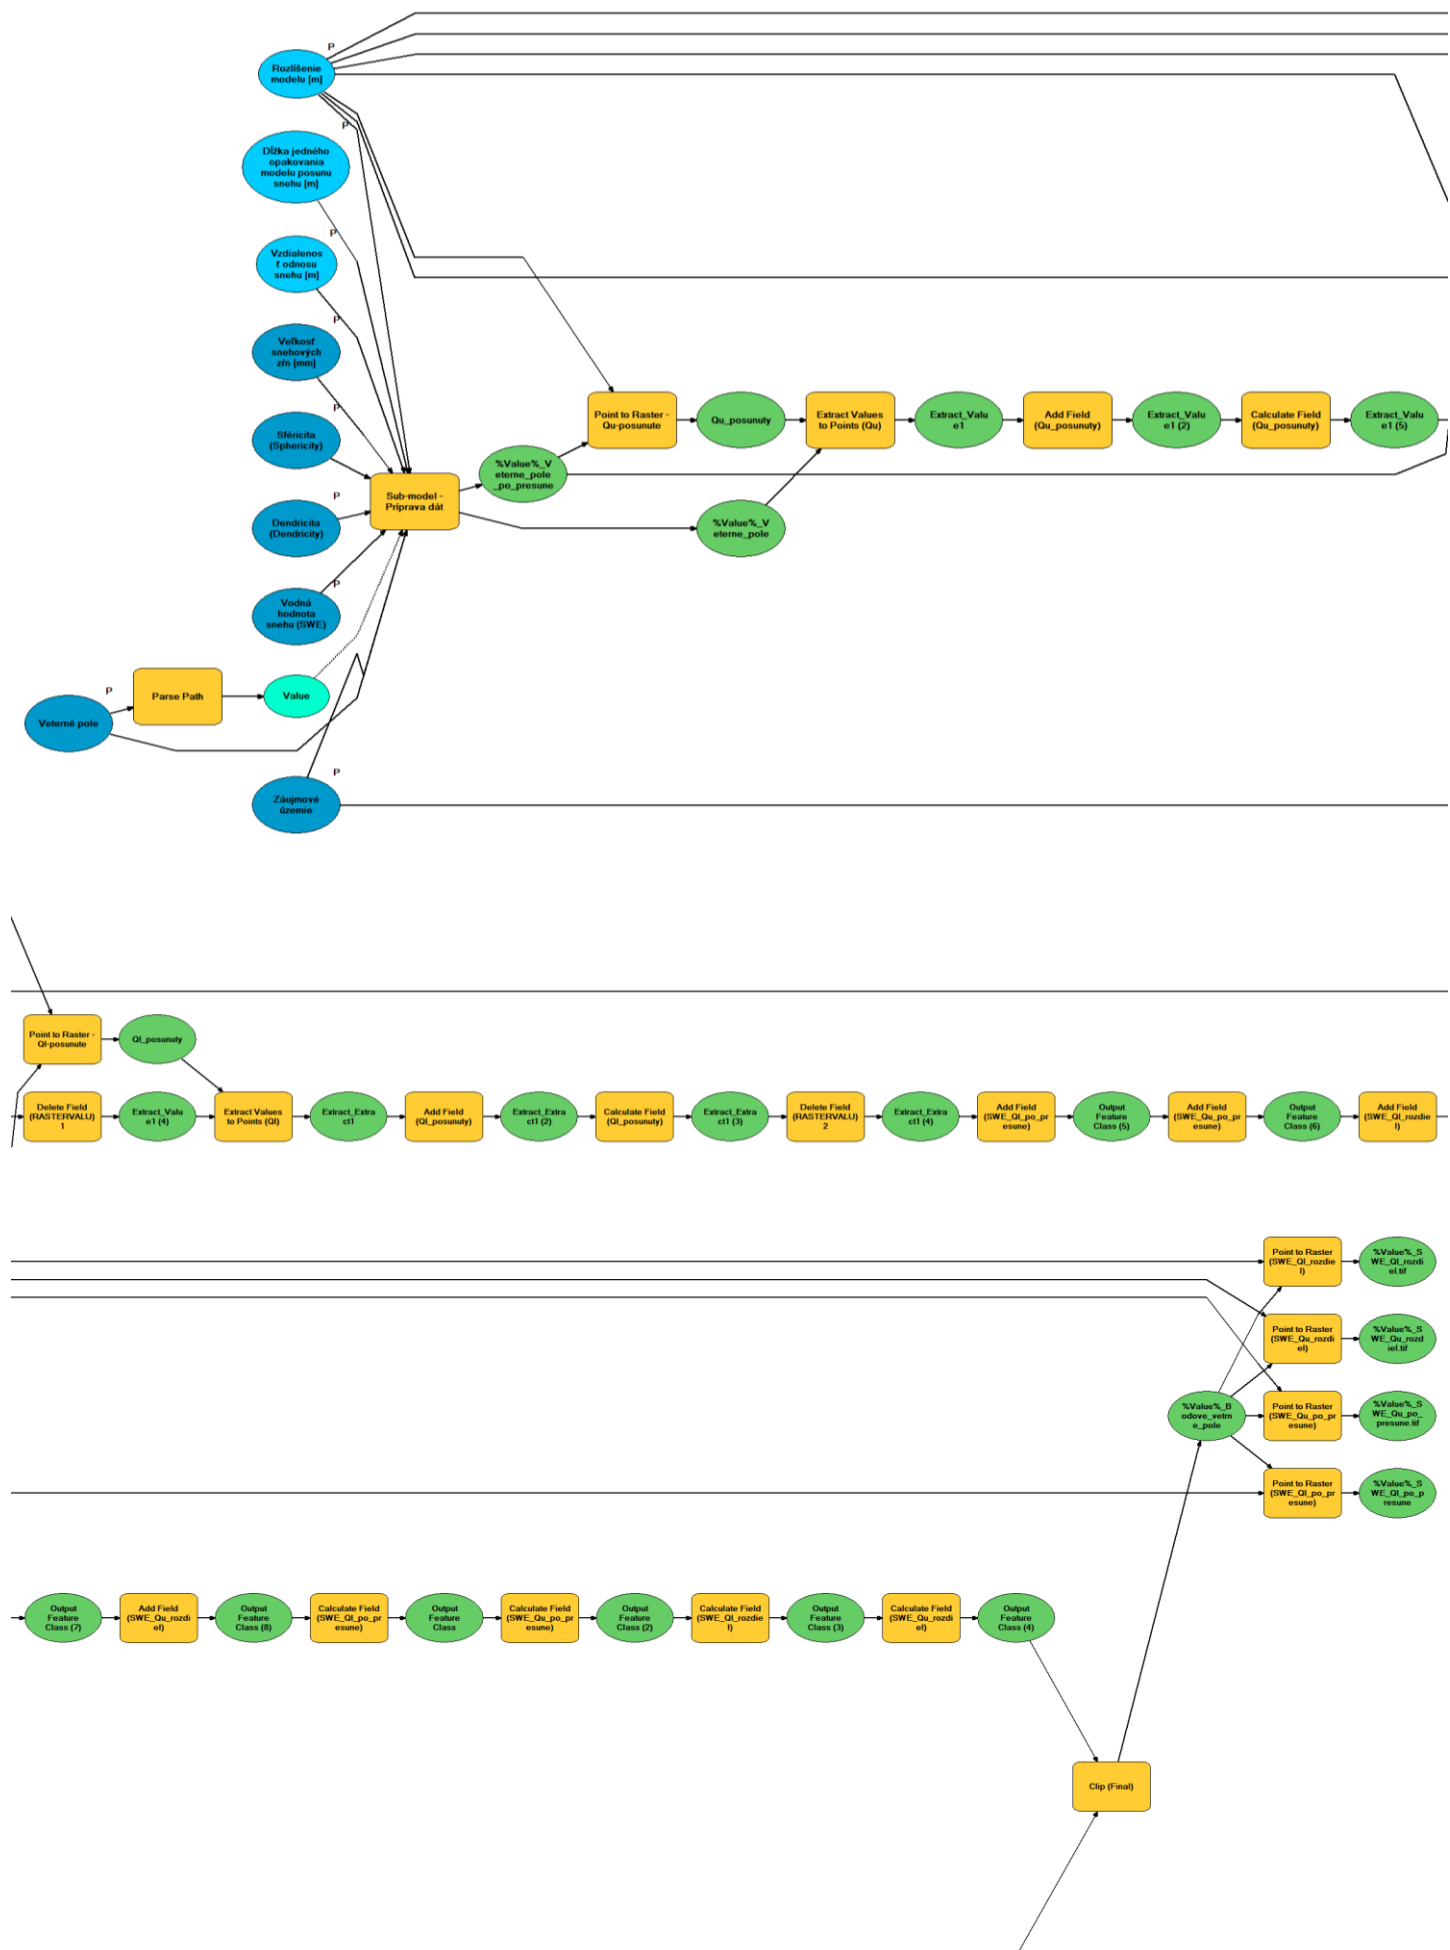 P
Rozlíšenie
modelu [m]
P
Dĺžka jedného
opakovania
modelu posunu
snehu [m]
P
Vzdialenos
ť odnosu
snehu [m]
P
Veľkosť
snehových
zŕn [mm]
P
Sféricita
(Sphericity)
P
Dendricita
(Dendricity)
P
Vodná
hodnota
snehu (SWE)
P
Veterné pole
Parse Path
Value
P
Záujmové
územie
Sub-model -
Príprava dát
%Value%_V
eterne_pole
_po_presune
%Value%_V
eterne_pole
Point to Raster -
Qu-posunute
Qu_posunuty
Extract Values
to Points (Qu)
Extract_Valu
e1
Add Field
(Qu_posunuty)
Extract_Valu
e1 (2)
Calculate Field
(Qu_posunuty)
Extract_Valu
e1 (5)
Point to Raster -
Ql-posunute
Ql_posunuty
Delete Field
(RASTERVALU)
1
Extract_Valu
e1 (4)
Extract Values
to Points (Ql)
Extract_Extra
ct1
Add Field
(Ql_posunuty)
Extract_Extra
ct1 (2)
Calculate Field
(Ql_posunuty)
Extract_Extra
ct1 (3)
Delete Field
(RASTERVALU)
2
Extract_Extra
ct1 (4)
Add Field
(SWE_Ql_po_pr
esune)
Output
Feature
Class (5)
Add Field
(SWE_Qu_po_pr
esune)
Output
Feature
Class (6)
Add Field
(SWE_Ql_rozdie
l)
Point to Raster
(SWE_Ql_rozdie
l)
%Value%_S
WE_Ql_rozdi
el.tif
Point to Raster
(SWE_Qu_rozdi
el)
%Value%_S
WE_Qu_rozd
iel.tif
%Value%_B
odove_vetrn
e_pole
Point to Raster
(SWE_Qu_po_pr
esune)
%Value%_S
WE_Qu_po_
presune.tif
Point to Raster
(SWE_Ql_po_pr
esune)
%Value%_S
WE_Ql_po_p
resune
Output
Feature
Class (7)
Add Field
(SWE_Qu_rozdi
el)
Output
Feature
Class (8)
Calculate Field
(SWE_Ql_po_pr
esune)
Output
Feature
Class
Calculate Field
(SWE_Qu_po_pr
esune)
Output
Feature
Class (2)
Calculate Field
(SWE_Ql_rozdie
l)
Output
Feature
Class (3)
Calculate Field
(SWE_Qu_rozdi
el)
Output
Feature
Class (4)
Clip (Final)